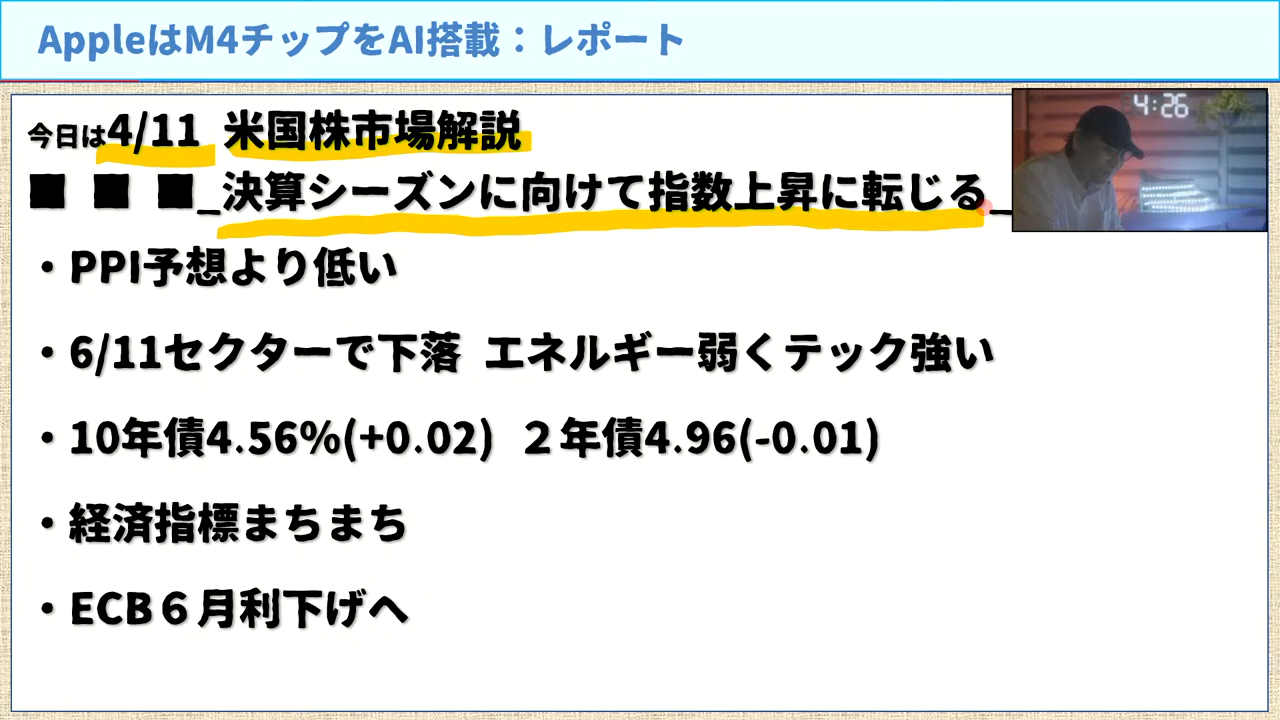 AppleはM4チップをAI搭載：レポート
今日は4/11 米国株市場解説
4:26
■ ■ ■_決算シーズンに向けて指数上昇に転じる_
・PPI予想より低い
・6/11セクターで下落 エネルギー弱くテック強い
・10年債4.56%(+0.02) ２年債4.96(-0.01)
・経済指標まちまち
・ECB６月利下げへ